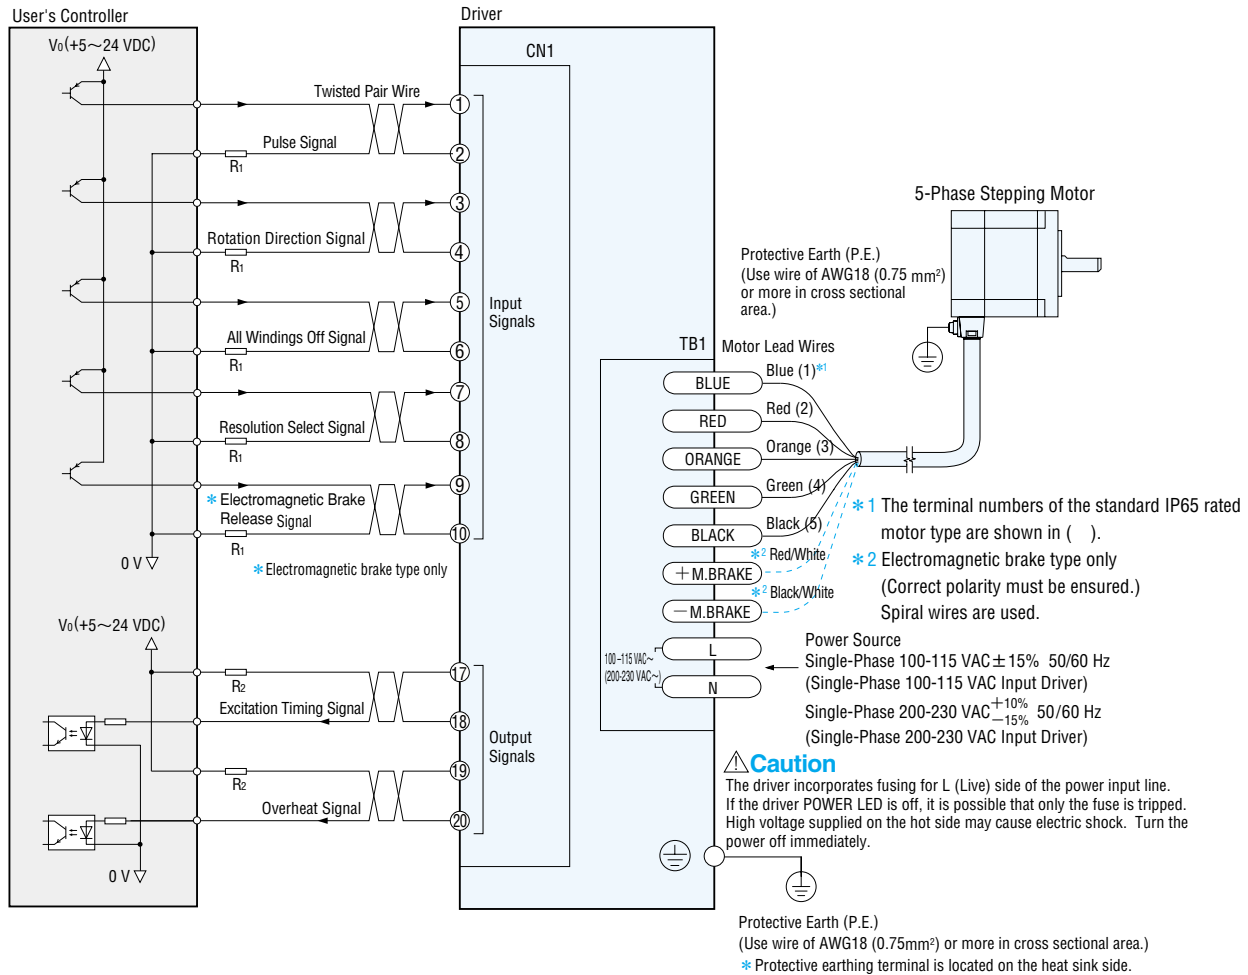 User's Controller
Driver
V0(+5～24 VDC)
CN1
Twisted Pair Wire
1
Pulse Signal
2
R1
3
Rotation Direction Signal
4
R1
5
Input
Signals
All Windings Off Signal
6
R1
7
Resolution Select Signal
8
R1
9
* Electromagnetic Brake
Release Signal
10
R1
0 V
* Electromagnetic brake type only
5-Phase Stepping Motor
Protective Earth (P.E.)
(Use wire of AWG18 (0.75 mm²)
or more in cross sectional
area.)
TB1
Motor Lead Wires
BLUE
Blue (1)*1
RED
Red (2)
ORANGE
Orange (3)
GREEN
Green (4)
BLACK
Black (5)
+M.BRAKE
*2 Red/White
−M.BRAKE
*2 Black/White
*1 The terminal numbers of the standard IP65 rated
motor type are shown in ( ).
*2 Electromagnetic brake type only
(Correct polarity must be ensured.)
Spiral wires are used.
100–115 VAC~
(200-230 VAC~)
L
N
Power Source
Single-Phase 100-115 VAC±15% 50/60 Hz
(Single-Phase 100-115 VAC Input Driver)
Single-Phase 200-230 VAC +10% −15% 50/60 Hz
(Single-Phase 200-230 VAC Input Driver)
V0(+5～24 VDC)
17
R2
Excitation Timing Signal
18
Output
Signals
19
R2
Overheat Signal
20
0 V
Caution
The driver incorporates fusing for L (Live) side of the power input line.
If the driver POWER LED is off, it is possible that only the fuse is tripped.
High voltage supplied on the hot side may cause electric shock. Turn the
power off immediately.
Protective Earth (P.E.)
(Use wire of AWG18 (0.75mm²) or more in cross sectional area.)
* Protective earthing terminal is located on the heat sink side.